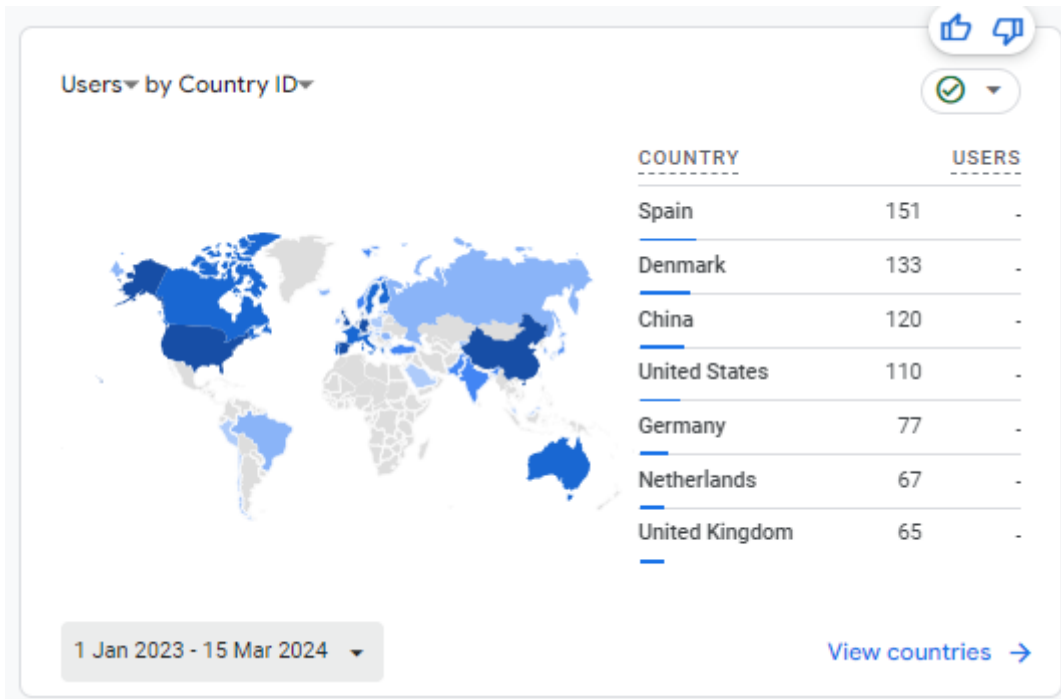 Users by Country ID
COUNTRY USERS
Spain 151 -
Denmark 133 -
China 120 -
United States 110 -
Germany 77 -
Netherlands 67 -
United Kingdom 65 -
1 Jan 2023 - 15 Mar 2024
View countries →